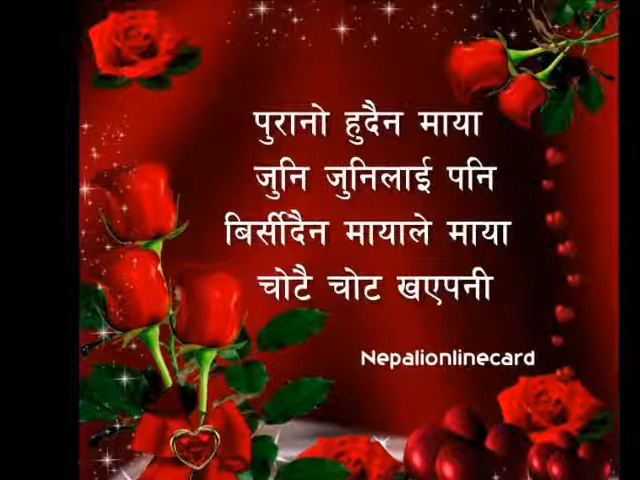 पुरानो हुदैन माया
जुनि जुनिलाई पनि
बिर्सीदैन मायाले माया
चोटै चोट खएपनी
Nepalionlinecard